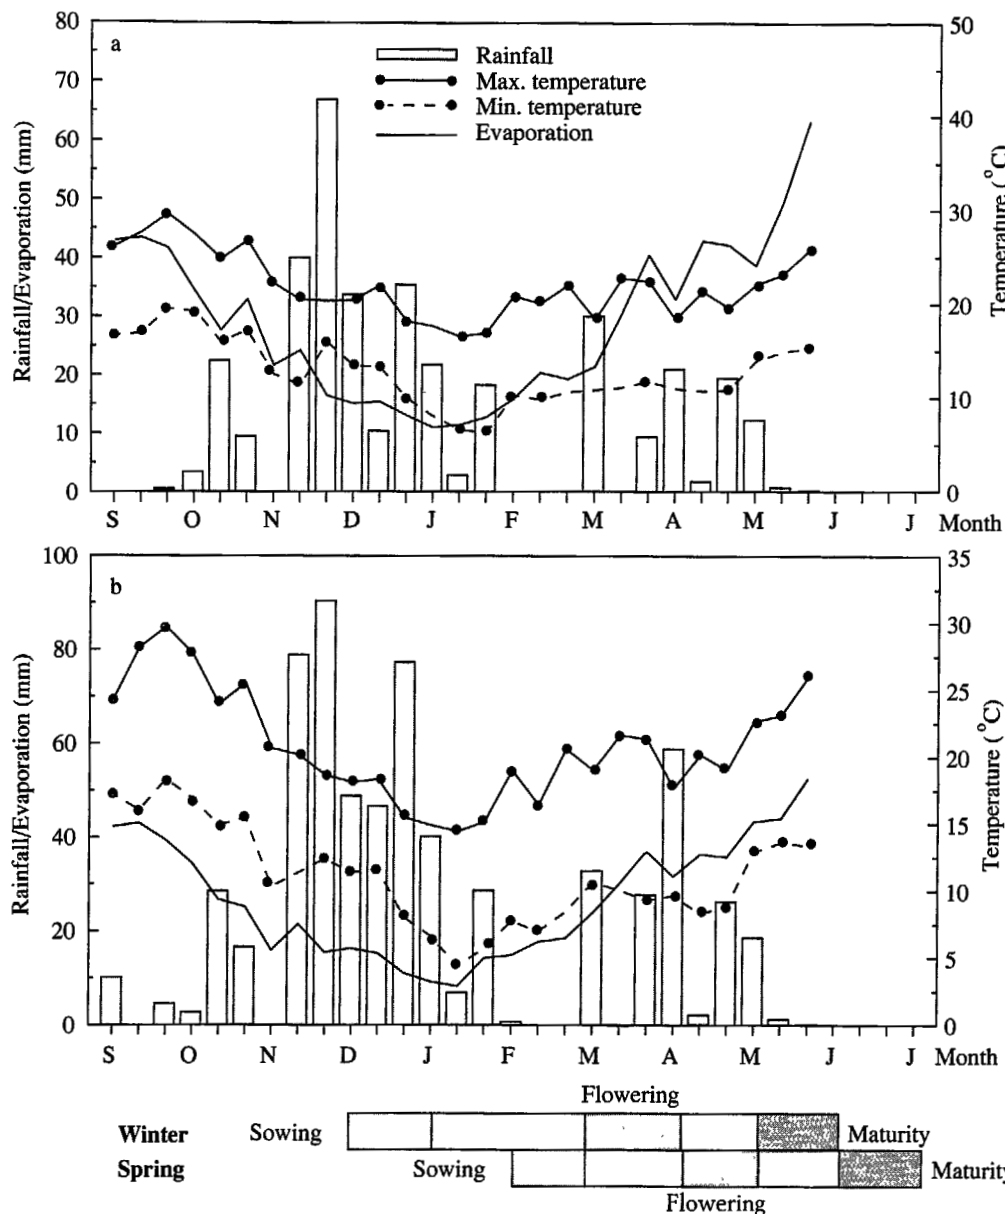 a
Rainfall
Max. temperature
Min. temperature
Evaporation
Rainfall/Evaporation (mm)
80
70
60
50
40
30
20
10
0
Temperature (°C)
50
40
30
20
10
0
S O N D J F M A M J J Month
b
Rainfall/Evaporation (mm)
100
80
60
40
20
0
Temperature (°C)
35
30
25
20
15
10
5
0
S O N D J F M A M J J Month
Flowering
Winter Sowing Maturity
Spring Sowing Maturity
Flowering